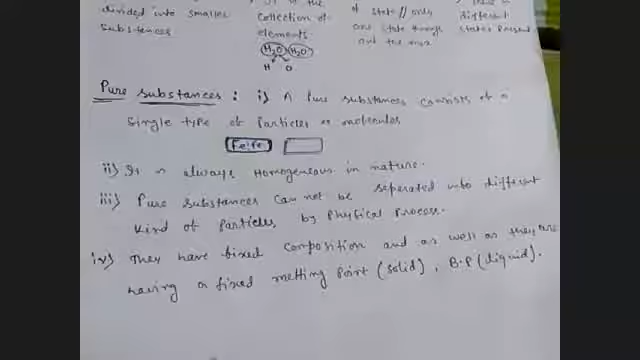 divided into smaller
substances
collection of
elements
H₂O H₂O
H O
of state // only
one state through
out the mix
different
states present
Pure substances : i) A Pure substances consists of a
single type of Particles or molecules
Fe Fe
ii) It is always Homogeneous in nature.
iii) Pure substances can not be seperated into different
kind of Particles by Physical Process.
iv) They have fixed composition and as well as they are
having a fixed melting Point (solid), B.P (liquid).